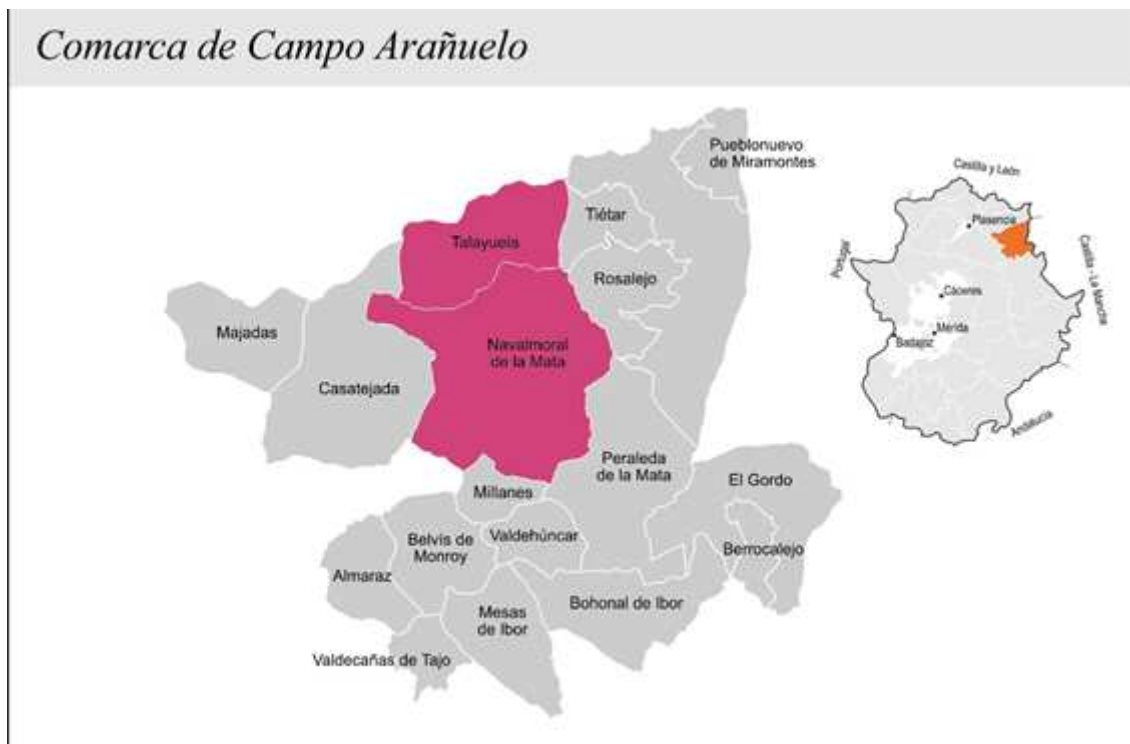 Comarca de Campo Arañuelo
Pueblonuevo
de Miramontes
Tiétar
Talayuela
Rosalejo
Majadas
Navalmoral
de la Mata
Casatejada
Peraleda
de la Mata
El Gordo
Millanes
Valdehúncar
Belvis de
Monroy
Berrocalejo
Almaraz
Bohonal de Ibor
Mesas
de Ibor
Valdecañas de Tajo
Castilla y León
Plasencia
Portugal
Castilla - La Mancha
Cáceres
Mérida
Badajoz
Andalucía